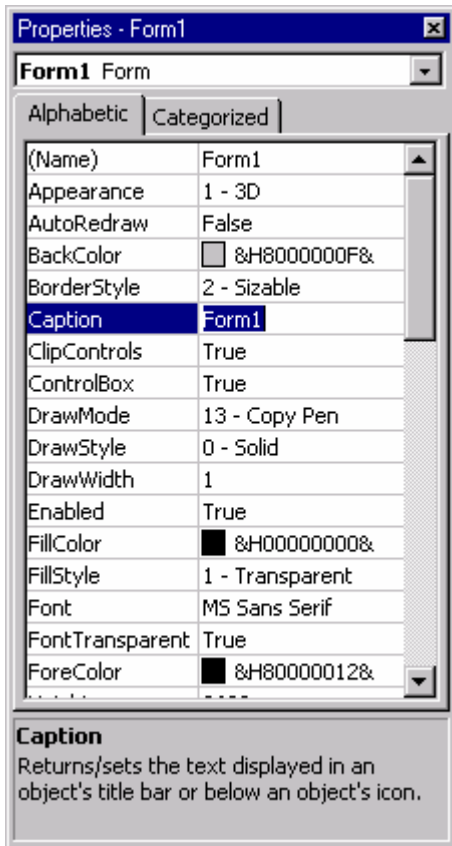 Properties - Form1
Form1 Form
Alphabetic Categorized
(Name) Form1
Appearance 1 - 3D
AutoRedraw False
BackColor &H8000000F&
BorderStyle 2 - Sizable
Caption Form1
ClipControls True
ControlBox True
DrawMode 13 - Copy Pen
DrawStyle 0 - Solid
DrawWidth 1
Enabled True
FillColor &H00000000&
FillStyle 1 - Transparent
Font MS Sans Serif
FontTransparent True
ForeColor &H80000012&
Caption
Returns/sets the text displayed in an
object's title bar or below an object's icon.